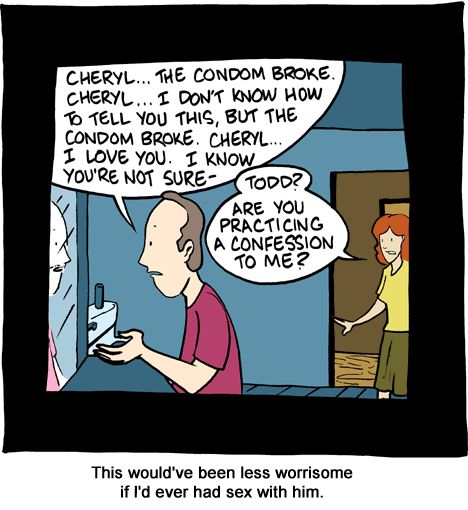 CHERYL... THE CONDOM BROKE.
CHERYL... I DON'T KNOW HOW
TO TELL YOU THIS, BUT THE
CONDOM BROKE. CHERYL...
I LOVE YOU. I KNOW
YOU'RE NOT SURE-
TODD?
ARE YOU
PRACTICING
A CONFESSION
TO ME?
This would've been less worrisome
if I'd ever had sex with him.